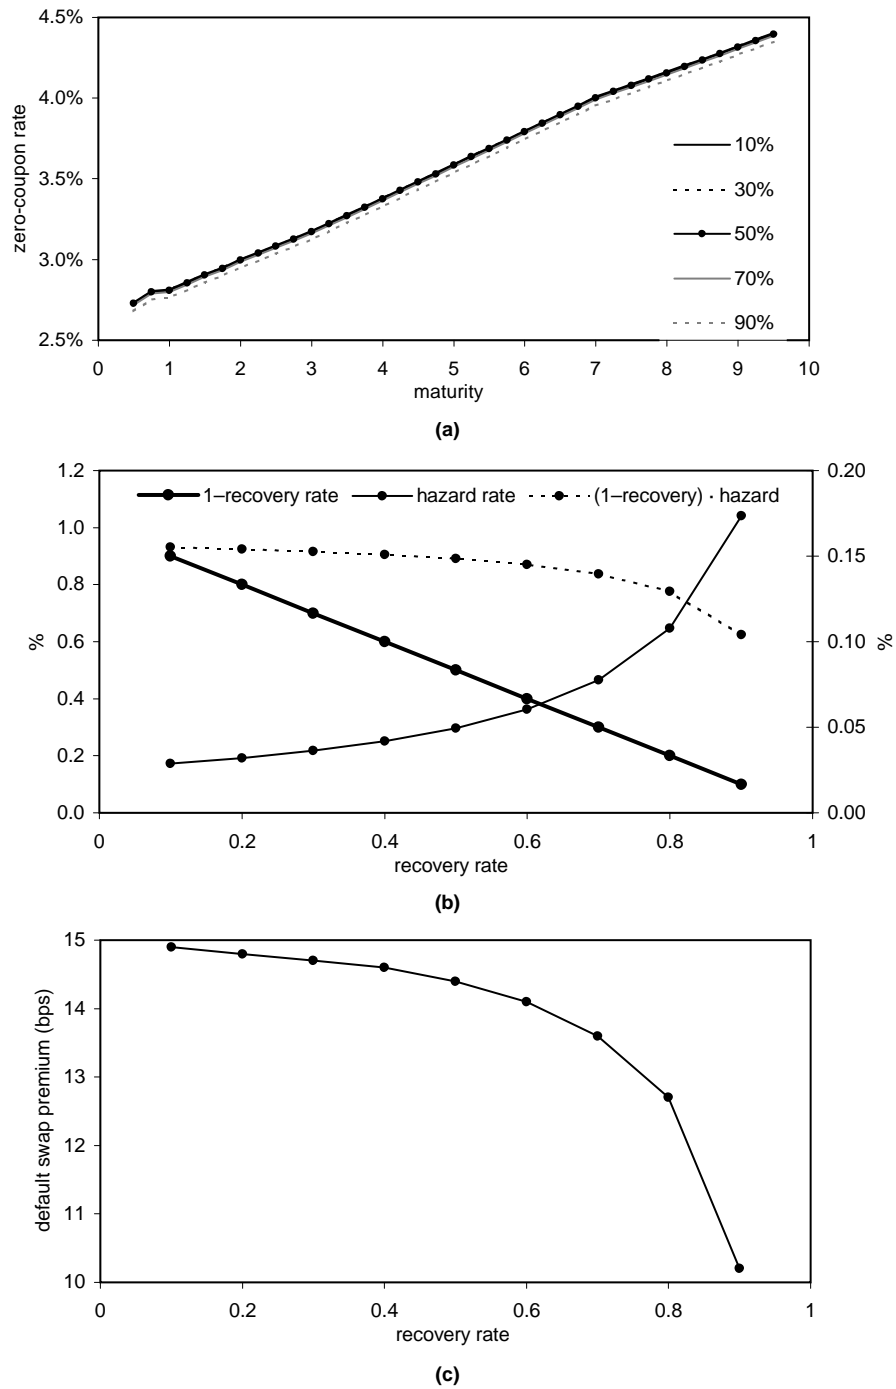 4.5%
4.0%
3.5%
3.0%
2.5%
zero-coupon rate
10%
30%
50%
70%
90%
0 1 2 3 4 5 6 7 8 9 10
maturity
(a)
1.2 0.20
1–recovery rate hazard rate (1–recovery) · hazard
1.0
0.15
0.8
% 0.6 0.10 %
0.4
0.05
0.2
0.0 0.00
0 0.2 0.4 0.6 0.8 1
recovery rate
(b)
15
14
13
12
11
10
default swap premium (bps)
0 0.2 0.4 0.6 0.8 1
recovery rate
(c)